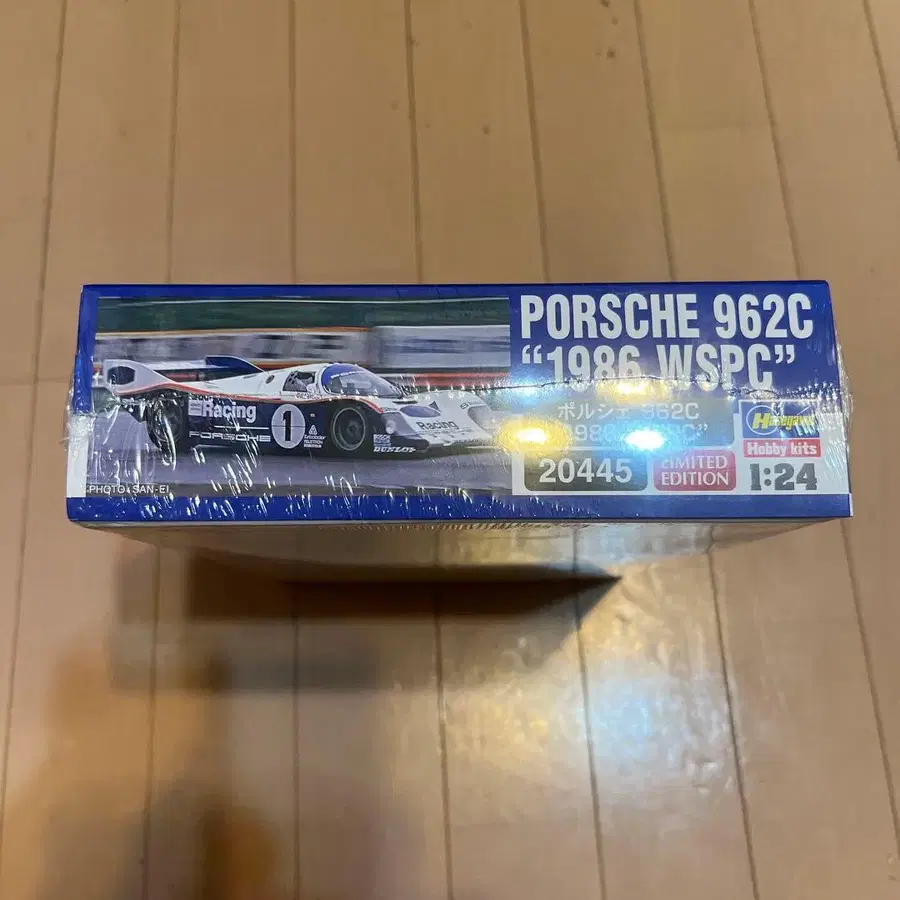 PORSCHE 962C
“1986 WSPC”
ポルシェ 962C
20445
LIMITED
EDITION
Hasegawa
Hobby kits
1:24
Racing
PORSCHE
1
DUNLOP
Racing
PHOTO: SAN-EI